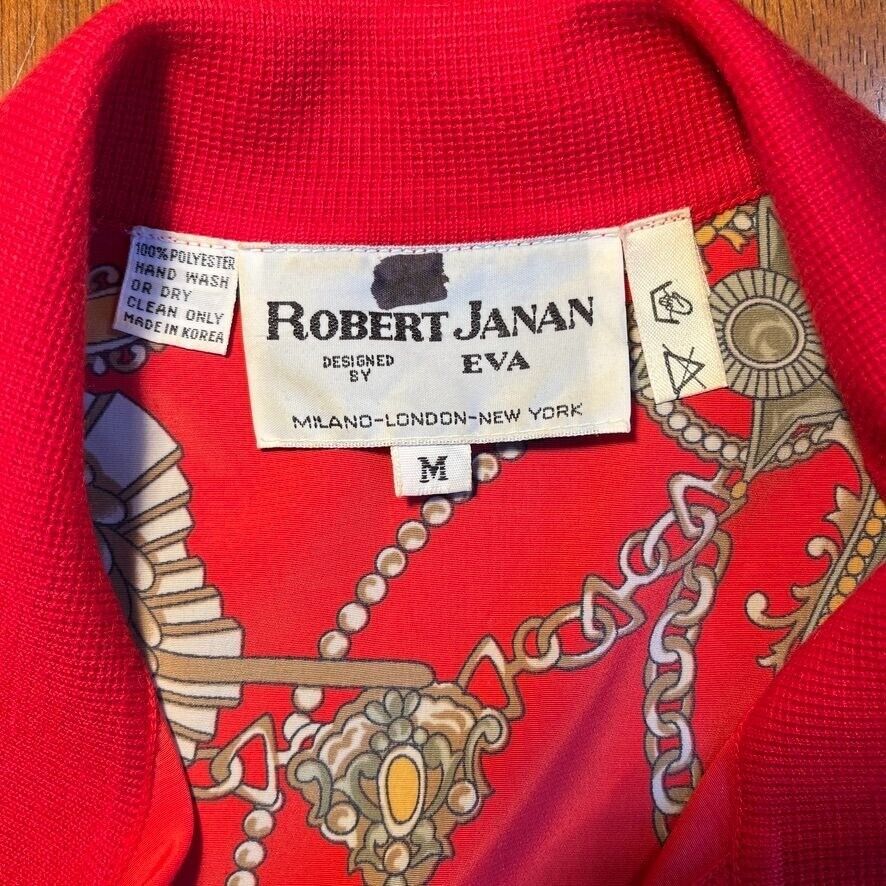 100% POLYESTER
HAND WASH
OR DRY
CLEAN ONLY
MADE IN KOREA
ROBERT JANAN
DESIGNED BY EVA
MILANO-LONDON-NEW YORK
M